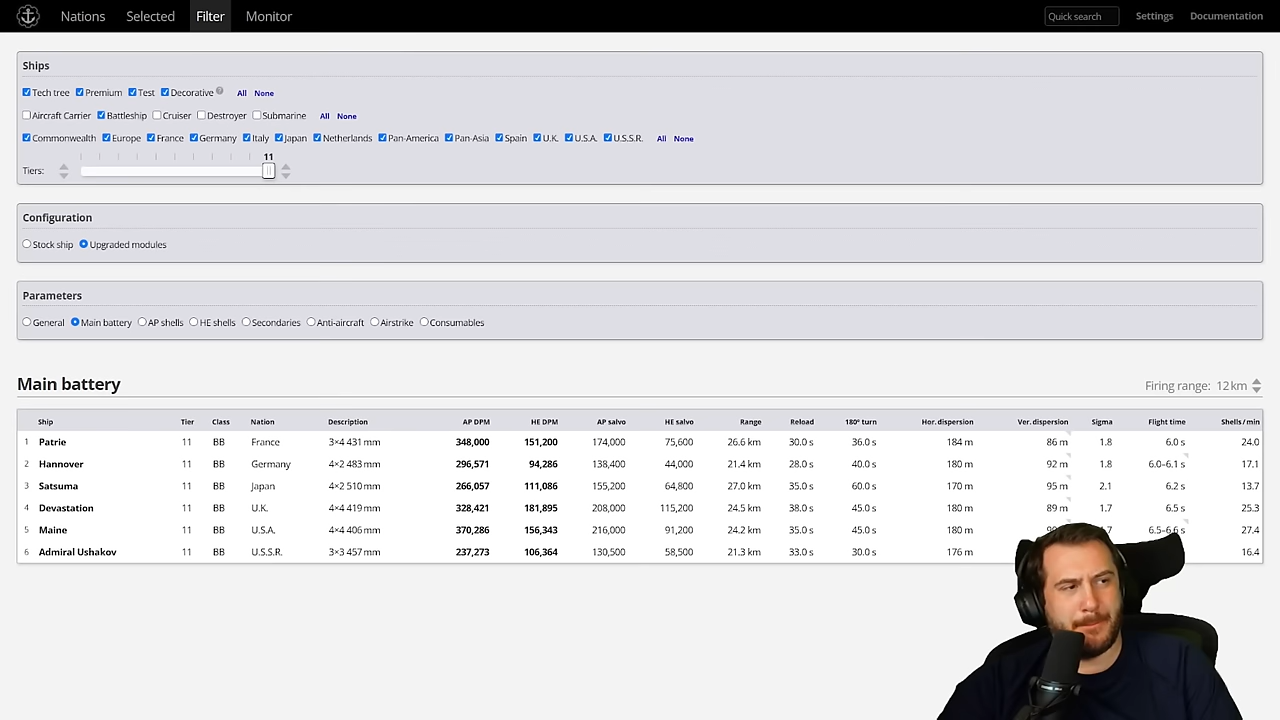 Nations Selected Filter Monitor Quick search Settings Documentation
Ships
Tech tree Premium Test Decorative ? All None
Aircraft Carrier Battleship Cruiser Destroyer Submarine All None
Commonwealth Europe France Germany Italy Japan Netherlands Pan-America Pan-Asia Spain U.K. U.S.A. U.S.S.R. All None
11
Tiers:
Configuration
Stock ship Upgraded modules
Parameters
General Main battery AP shells HE shells Secondaries Anti-aircraft Airstrike Consumables
Main battery Firing range: 12 km
Ship Tier Class Nation Description AP DPM HE DPM AP salvo HE salvo Range Reload 180° turn Hor. dispersion Ver. dispersion Sigma Flight time Shells/min
1 Patrie 11 BB France 3×4 431 mm 348,000 151,200 174,000 75,600 26.6 km 30.0 s 36.0 s 184 m 86 m 1.8 6.0 s 24.0
2 Hannover 11 BB Germany 4×2 483 mm 296,571 94,286 138,400 44,000 21.4 km 28.0 s 40.0 s 180 m 92 m 1.8 6.0–6.1 s 17.1
3 Satsuma 11 BB Japan 4×2 510 mm 266,057 111,086 155,200 64,800 27.0 km 35.0 s 60.0 s 170 m 95 m 2.1 6.2 s 13.7
4 Devastation 11 BB U.K. 4×4 419 mm 328,421 181,895 208,000 115,200 24.5 km 38.0 s 45.0 s 180 m 89 m 1.7 6.5 s 25.3
5 Maine 11 BB U.S.A. 4×4 406 mm 370,286 156,343 216,000 91,200 24.2 km 35.0 s 45.0 s 180 m 6.5–6.6 s 27.4
6 Admiral Ushakov 11 BB U.S.S.R. 3×3 457 mm 237,273 106,364 130,500 58,500 21.3 km 33.0 s 30.0 s 176 m 16.4